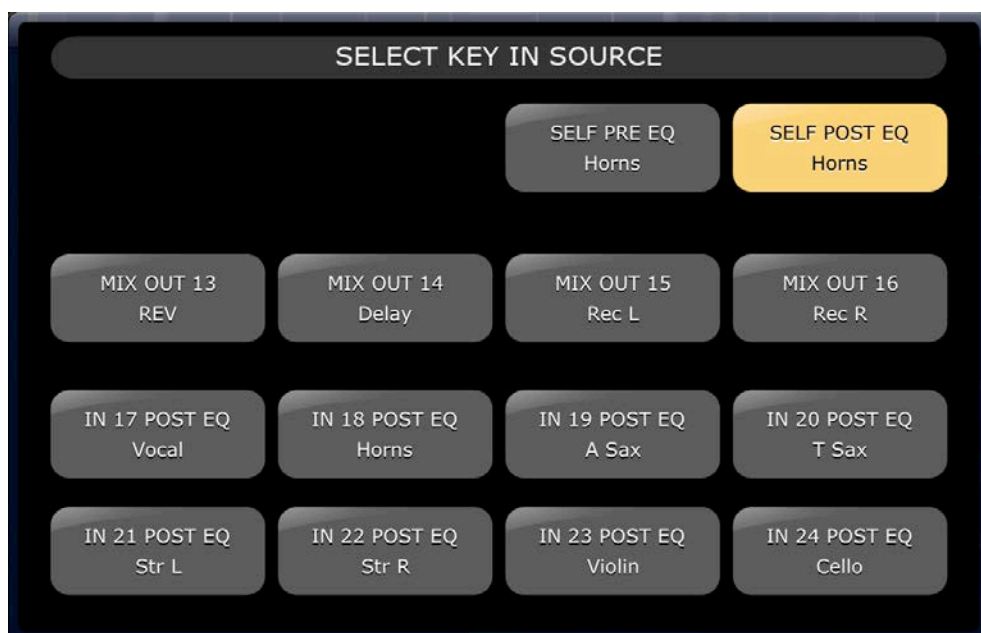 SELECT KEY IN SOURCE
SELF PRE EQ
Horns
SELF POST EQ
Horns
MIX OUT 13
REV
MIX OUT 14
Delay
MIX OUT 15
Rec L
MIX OUT 16
Rec R
IN 17 POST EQ
Vocal
IN 18 POST EQ
Horns
IN 19 POST EQ
A Sax
IN 20 POST EQ
T Sax
IN 21 POST EQ
Str L
IN 22 POST EQ
Str R
IN 23 POST EQ
Violin
IN 24 POST EQ
Cello